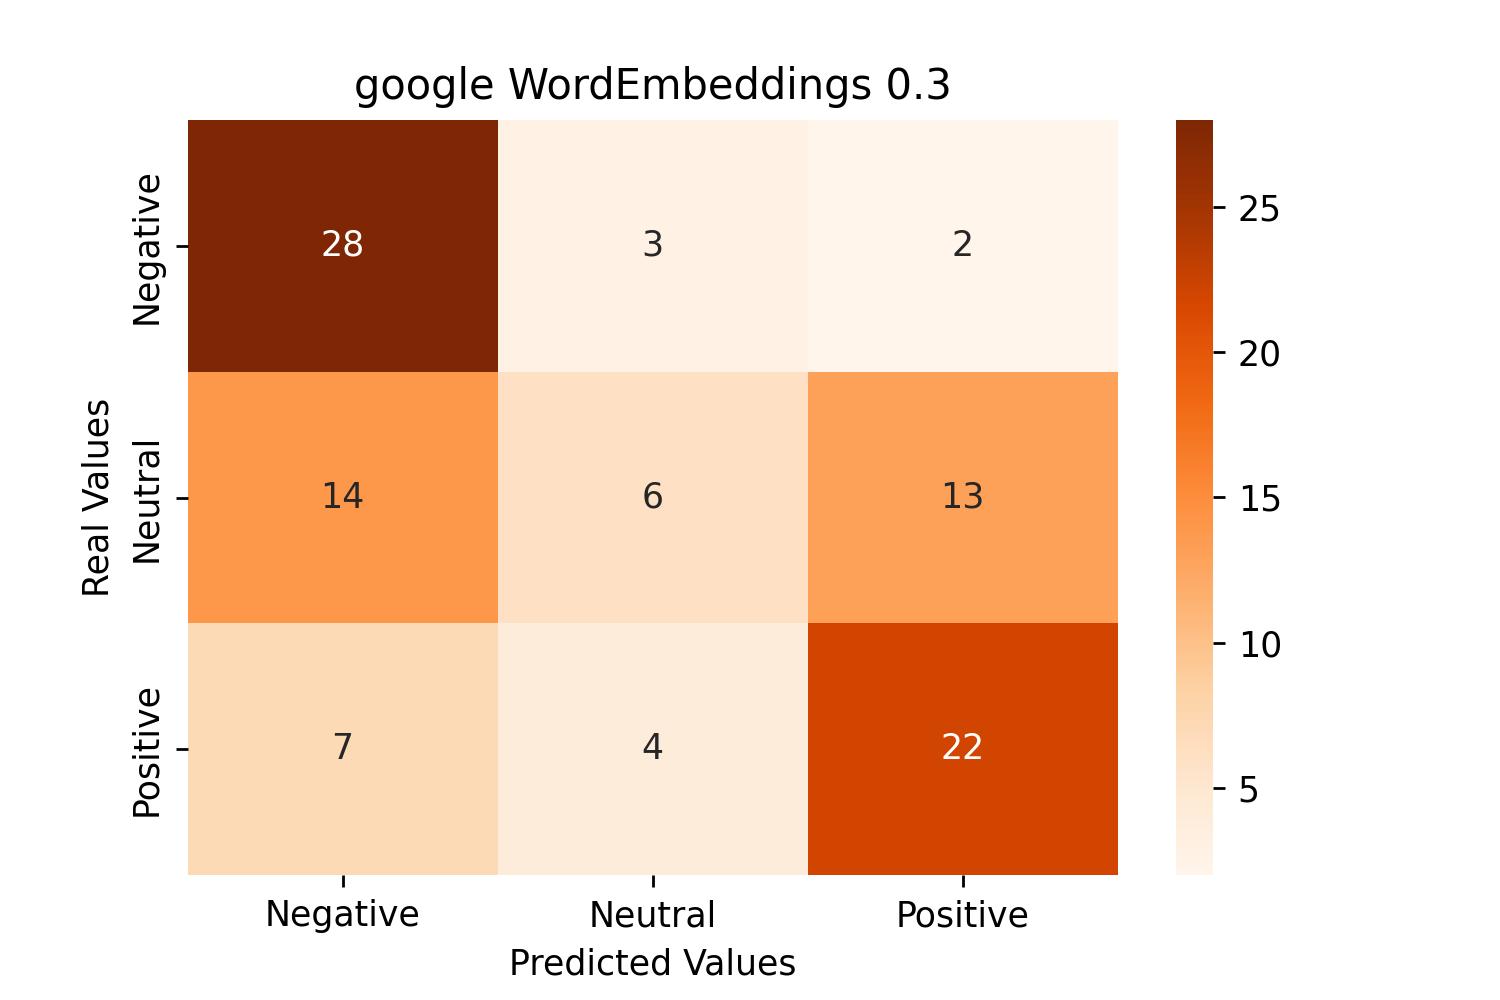 google WordEmbeddings 0.3
Real Values
Negative
28 3 2
Neutral
14 6 13
Positive
7 4 22
Negative Neutral Positive
Predicted Values
25
20
15
10
5